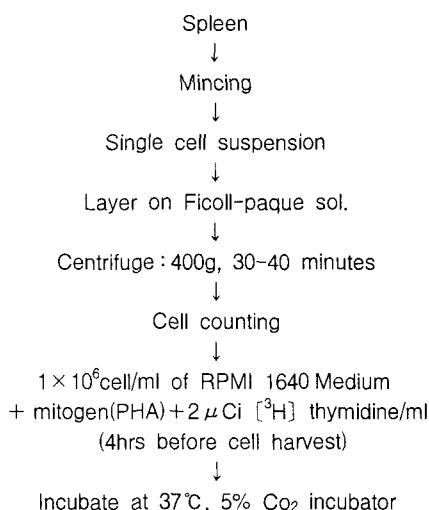 Spleen
↓
Mincing
↓
Single cell suspension
↓
Layer on Ficoll-paque sol.
↓
Centrifuge : 400g, 30-40 minutes
↓
Cell counting
↓
1×10⁶cell/ml of RPMI 1640 Medium
+ mitogen(PHA)+2μCi [³H] thymidine/ml
(4hrs before cell harvest)
↓
Incubate at 37℃, 5% Co₂ incubator